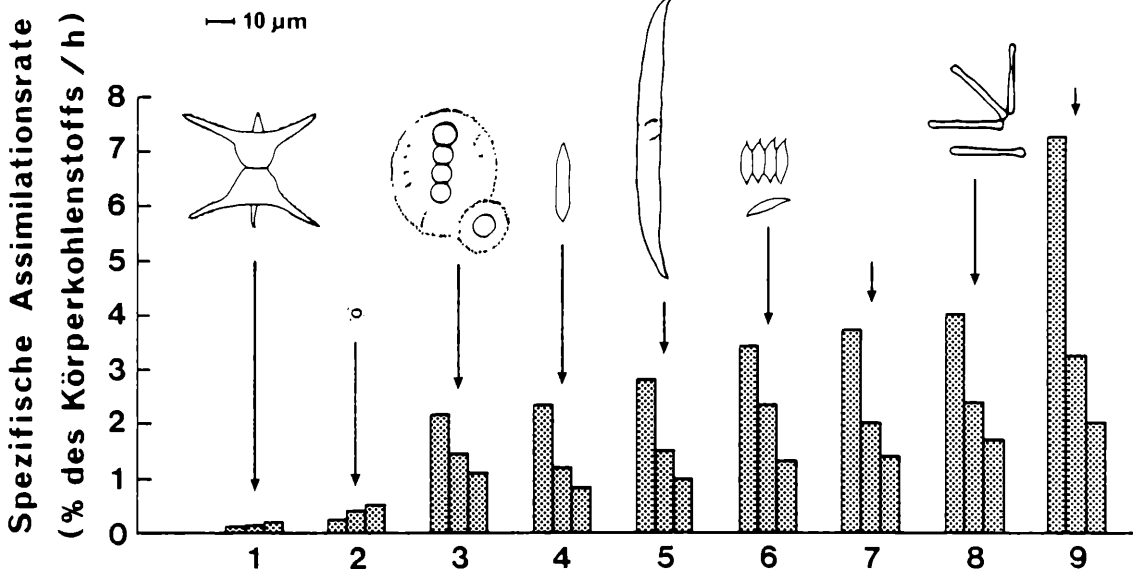 Spezifische Assimilationsrate
(% des Körperkohlenstoffs/h)
10 µm
8
7
6
5
4
3
2
1
0
1 2 3 4 5 6 7 8 9